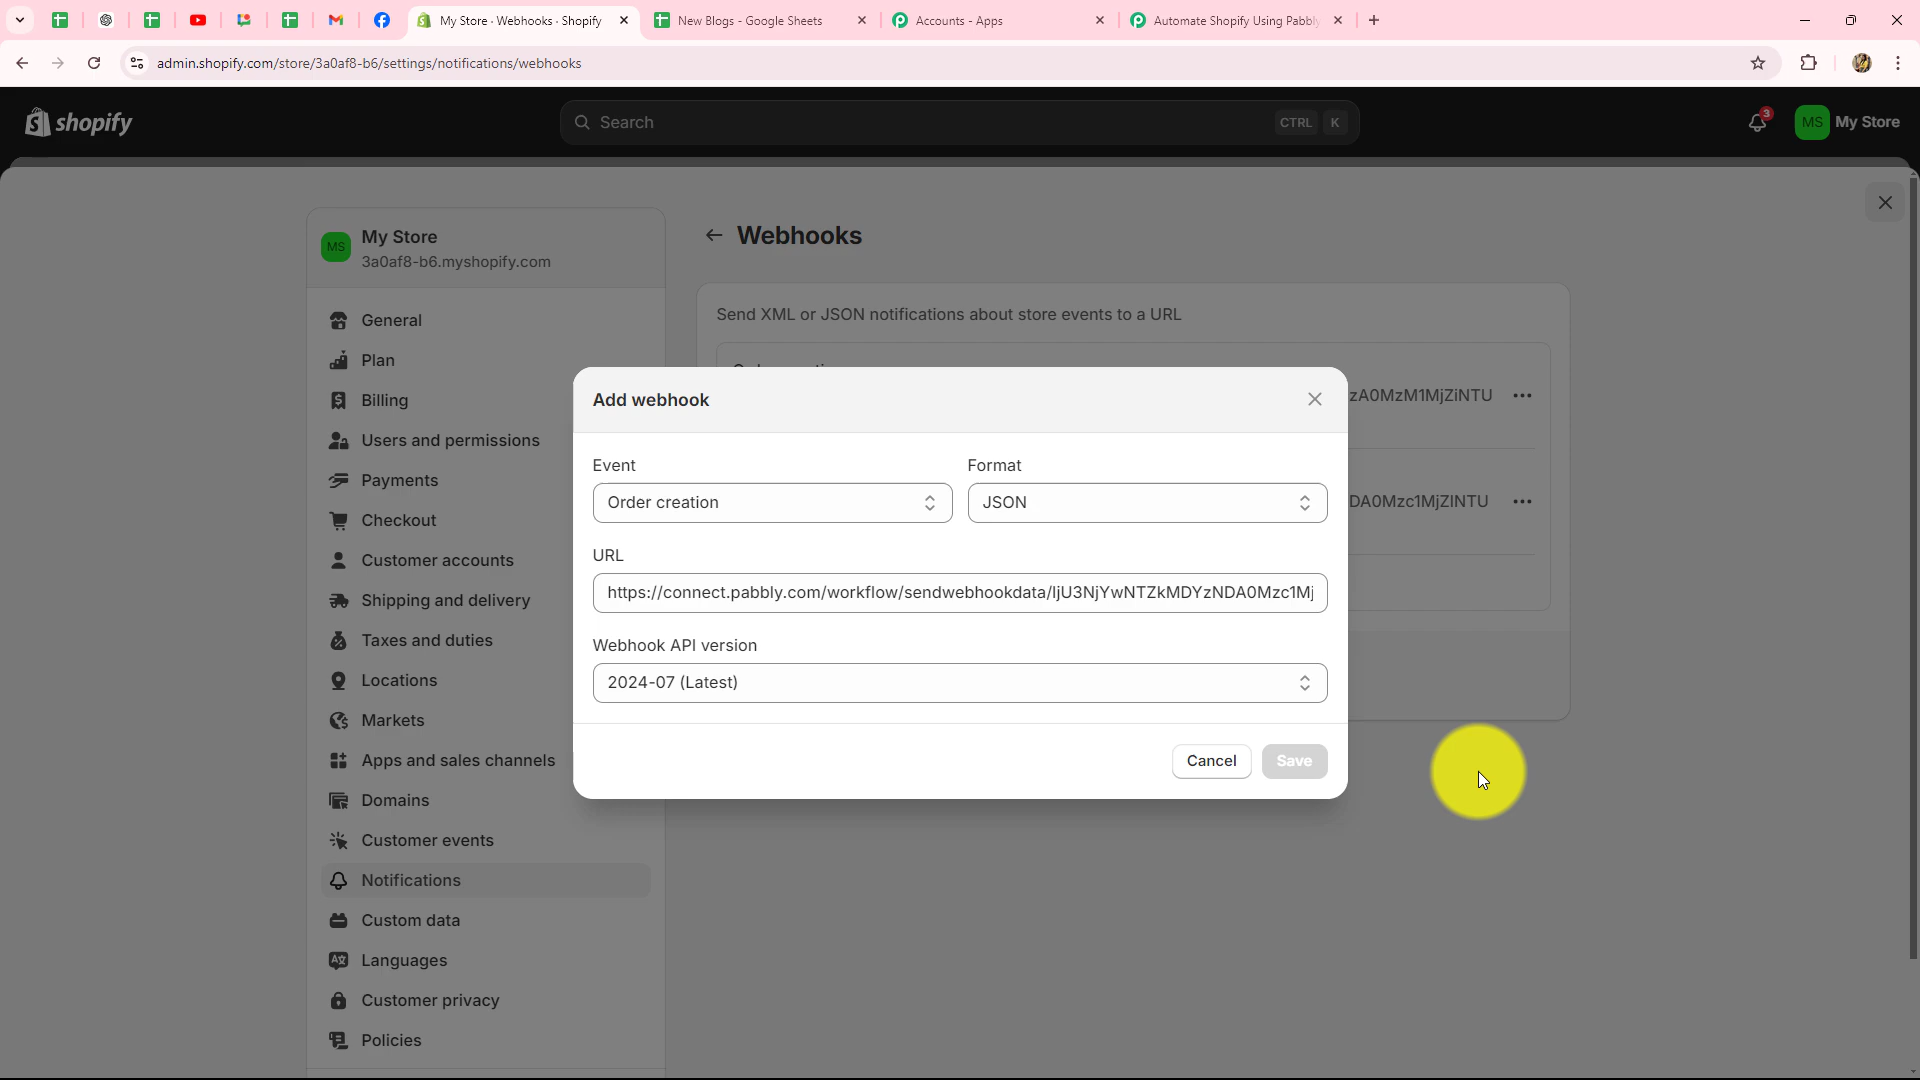 My Store · Webhooks · Shopify
New Blogs - Google Sheets
Accounts - Apps
Automate Shopify Using Pabbly
admin.shopify.com/store/3a0af8-b6/settings/notifications/webhooks
shopify
Search
CTRL K
3
MS My Store
MS
My Store
3a0af8-b6.myshopify.com
General
Plan
Billing
Users and permissions
Payments
Checkout
Customer accounts
Shipping and delivery
Taxes and duties
Locations
Markets
Apps and sales channels
Domains
Customer events
Notifications
Custom data
Languages
Customer privacy
Policies
Webhooks
Send XML or JSON notifications about store events to a URL
zA0MzM1MjZiNTU
DA0Mzc1MjZlNTU
Add webhook
Event
Format
Order creation
JSON
URL
https://connect.pabbly.com/workflow/sendwebhookdata/IjU3NjYwNTZkMDYzNDA0Mzc1Mj
Webhook API version
2024-07 (Latest)
Cancel
Save